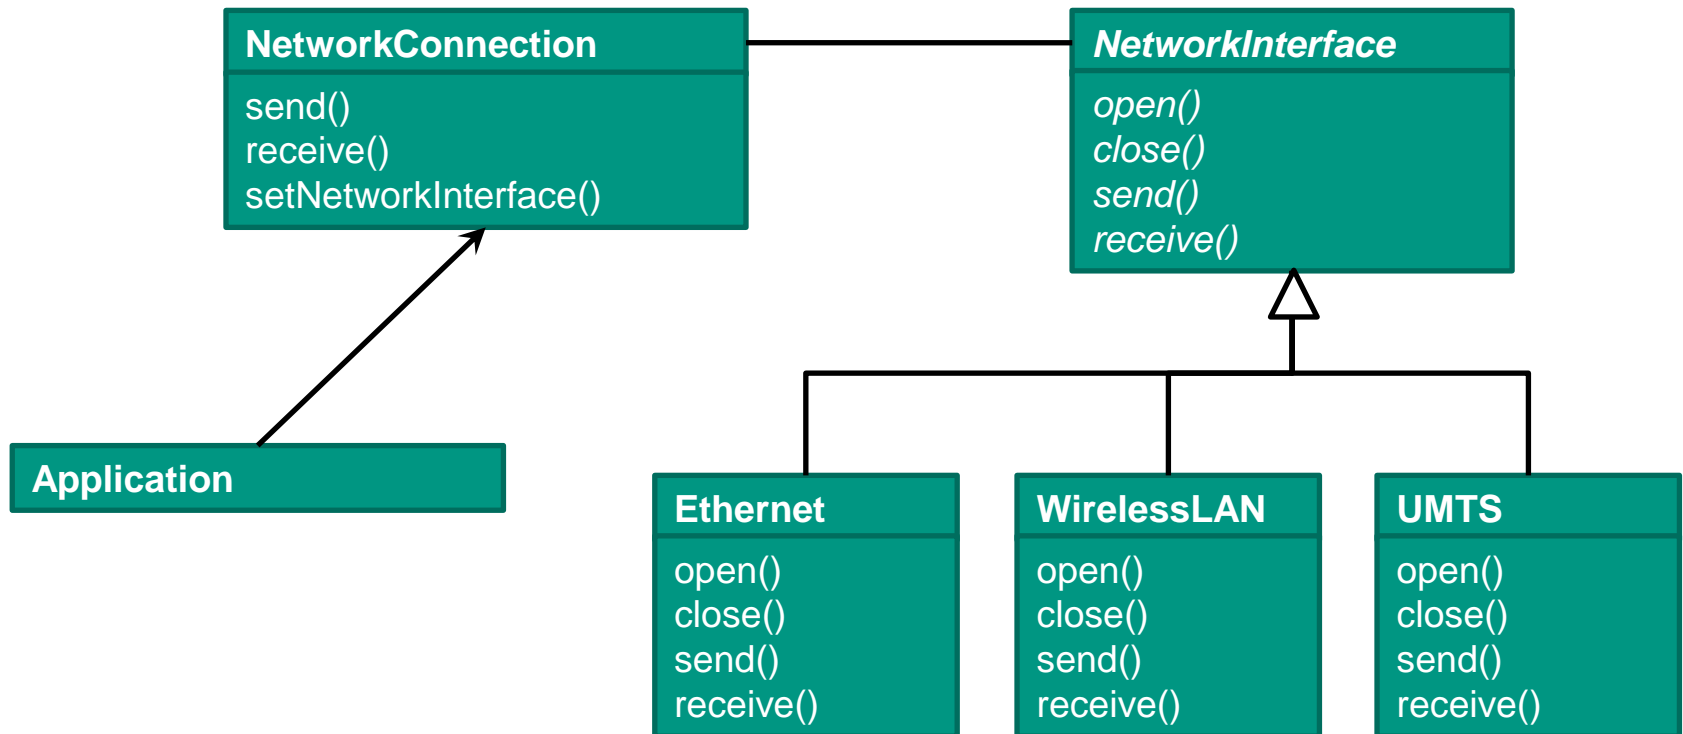 NetworkConnection
send()
receive()
setNetworkInterface()
NetworkInterface
open()
close()
send()
receive()
Application
Ethernet
open()
close()
send()
receive()
WirelessLAN
open()
close()
send()
receive()
UMTS
open()
close()
send()
receive()